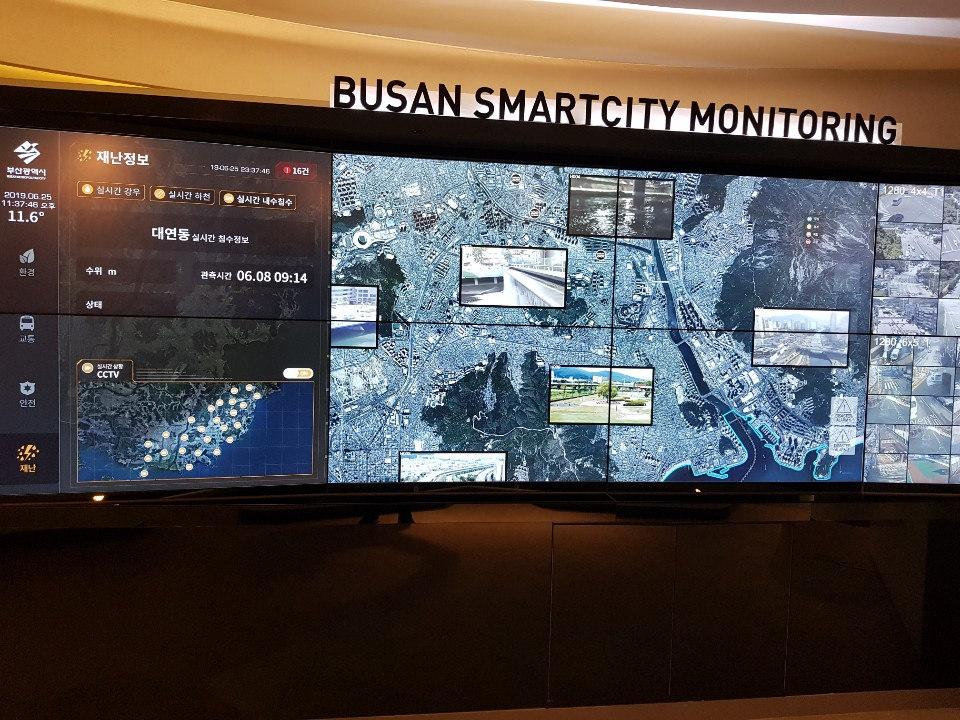 BUSAN SMARTCITY MONITORING
부산광역시
2019.06.25
11:37:46 오후
11.6°
환경
교통
안전
재난
재난정보
19-06-25 23:37:46
16건
실시간 강우
실시간 하천
실시간 내수침수
대연동 실시간 침수정보
수위 m
관측시간 06.08 09:14
상태
실시간 상황
CCTV
1280_4x4_T1
1280_6x5_1